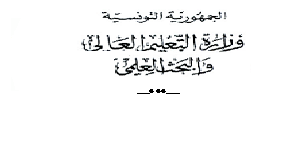 الجمهورية التونسية
وزارة التعليم العالي
والبحث العلمي